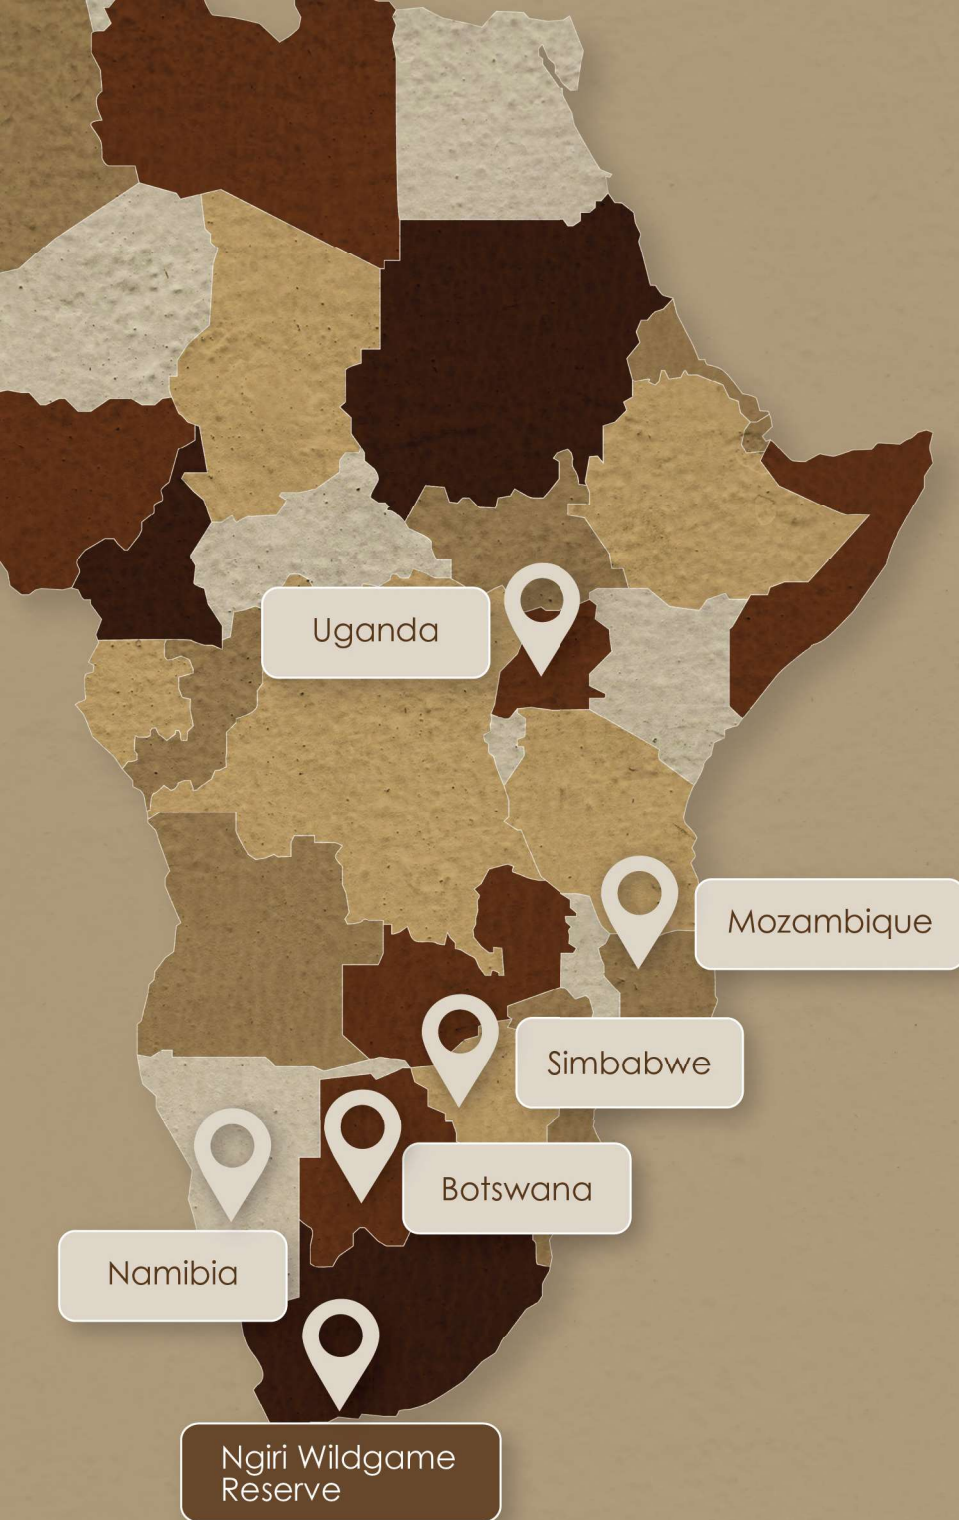 Uganda
Mozambique
Simbabwe
Botswana
Namibia
Ngiri Wildgame
Reserve